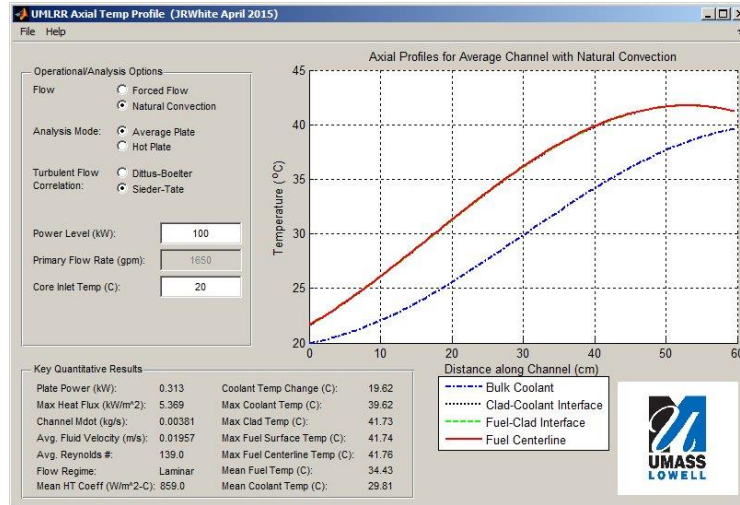 UMLRR Axial Temp Profile (JRWhite April 2015)
File Help
Operational/Analysis Options
Flow
Forced Flow
Natural Convection
Analysis Mode:
Average Plate
Hot Plate
Turbulent Flow
Correlation:
Dittus-Boelter
Sieder-Tate
Power Level (kW): 100
Primary Flow Rate (gpm): 1650
Core Inlet Temp (C): 20
Axial Profiles for Average Channel with Natural Convection
Temperature (°C)
45
40
35
30
25
20
0 10 20 30 40 50 60
Distance along Channel (cm)
Bulk Coolant
Clad-Coolant Interface
Fuel-Clad Interface
Fuel Centerline
Key Quantitative Results
Plate Power (kW): 0.313 Coolant Temp Change (C): 19.62
Max Heat Flux (kW/m^2): 5.369 Max Coolant Temp (C): 39.62
Channel Mdot (kg/s): 0.00381 Max Clad Temp (C): 41.73
Avg. Fluid Velocity (m/s): 0.01957 Max Fuel Surface Temp (C): 41.74
Avg. Reynolds #: 139.0 Max Fuel Centerline Temp (C): 41.76
Flow Regime: Laminar Mean Fuel Temp (C): 34.43
Mean HT Coeff (W/m^2-C): 859.0 Mean Coolant Temp (C): 29.81
UMASS
LOWELL